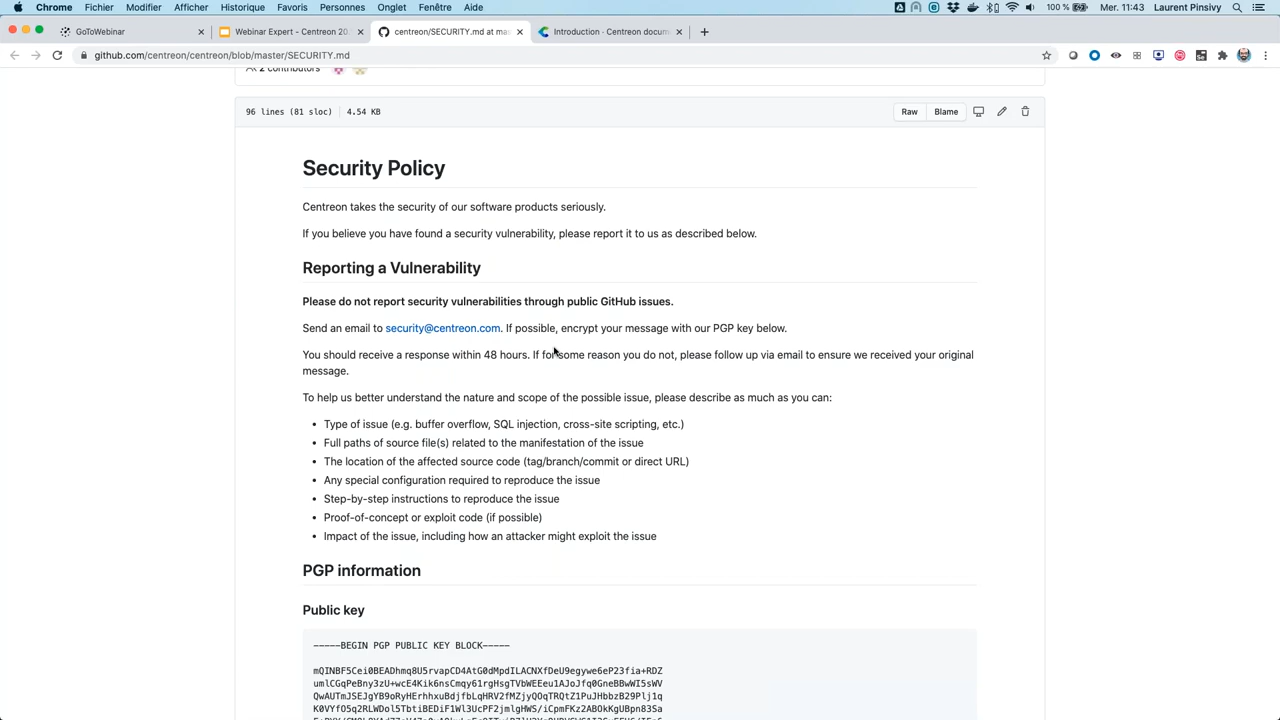 Chrome Fichier Modifier Afficher Historique Favoris Personnes Onglet Fenêtre Aide 100 % Mer. 11:43 Laurent Pinsivy
GoToWebinar Webinar Expert - Centreon 20 centreon/SECURITY.md at mas Introduction · Centreon docum
github.com/centreon/centreon/blob/master/SECURITY.md
2 contributors
96 lines (81 sloc) 4.54 KB Raw Blame
Security Policy
Centreon takes the security of our software products seriously.
If you believe you have found a security vulnerability, please report it to us as described below.
Reporting a Vulnerability
Please do not report security vulnerabilities through public GitHub issues.
Send an email to security@centreon.com. If possible, encrypt your message with our PGP key below.
You should receive a response within 48 hours. If for some reason you do not, please follow up via email to ensure we received your original
message.
To help us better understand the nature and scope of the possible issue, please describe as much as you can:
• Type of issue (e.g. buffer overflow, SQL injection, cross-site scripting, etc.)
• Full paths of source file(s) related to the manifestation of the issue
• The location of the affected source code (tag/branch/commit or direct URL)
• Any special configuration required to reproduce the issue
• Step-by-step instructions to reproduce the issue
• Proof-of-concept or exploit code (if possible)
• Impact of the issue, including how an attacker might exploit the issue
PGP information
Public key
-----BEGIN PGP PUBLIC KEY BLOCK-----